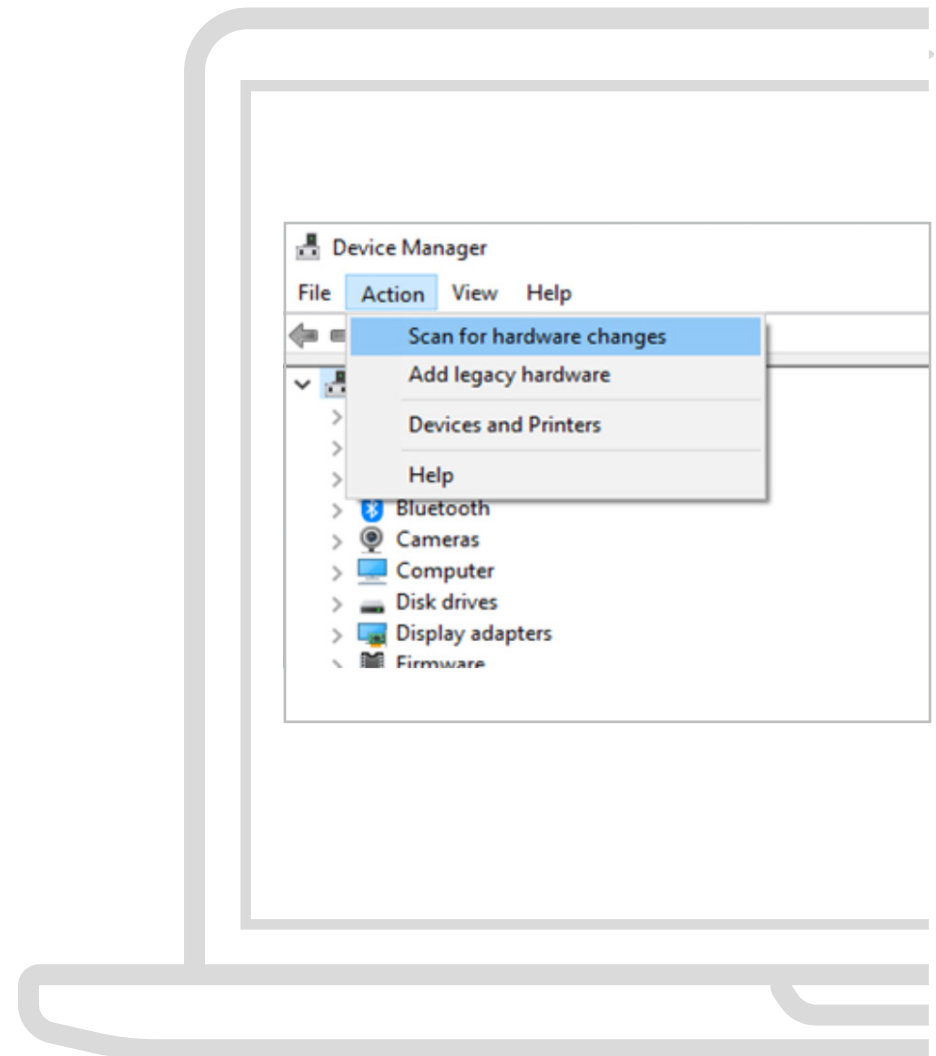 Device Manager
File Action View Help
Scan for hardware changes
Add legacy hardware
Devices and Printers
Help
Bluetooth
Cameras
Computer
Disk drives
Display adapters
Firmware